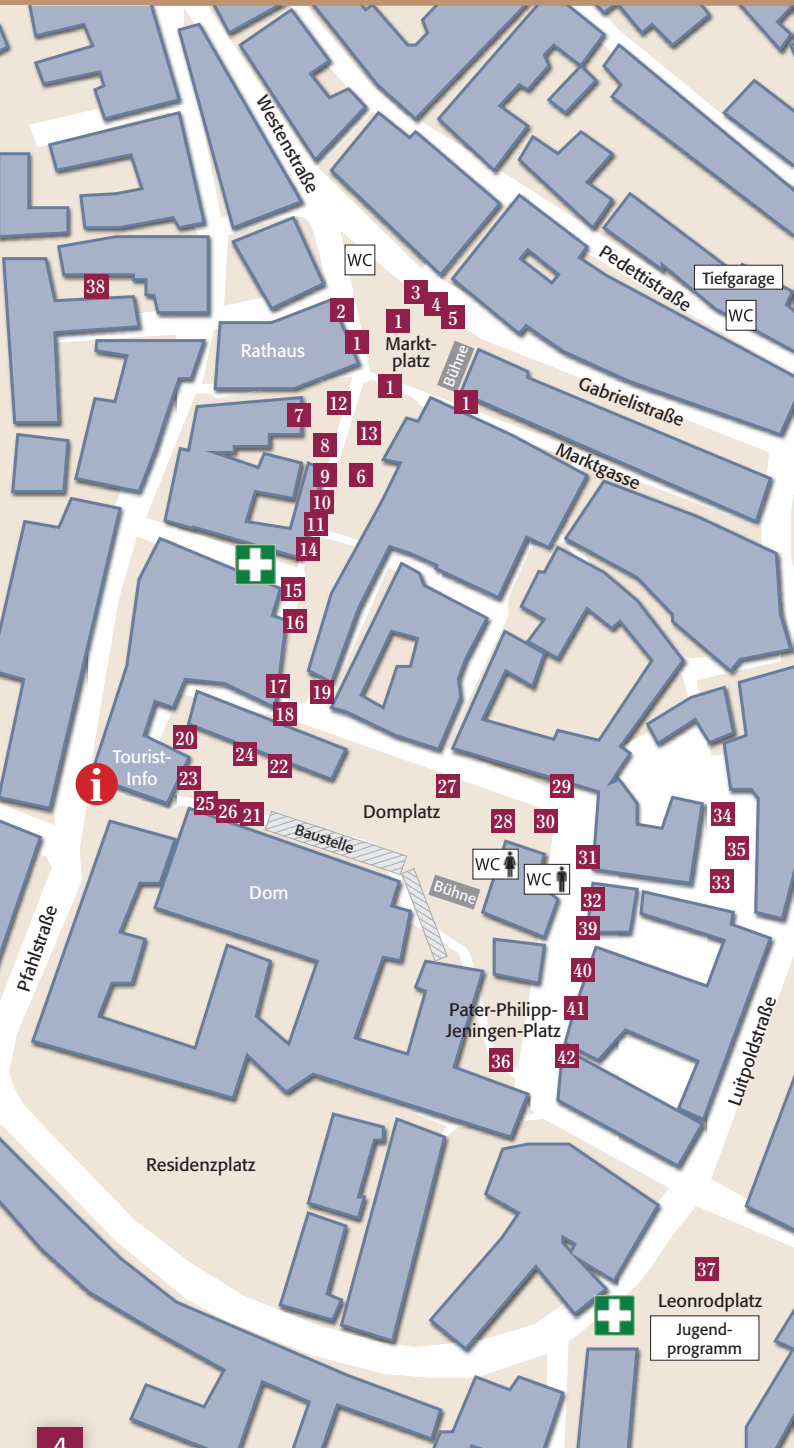 Westenstraße
WC
Pedettistraße
Tiefgarage
WC
38
3
4
5
2
1
1
Markt-
platz
Rathaus
Bühne
1
1
Gabrielistraße
12
7
13
8
Marktgasse
9
6
10
11
14
15
16
17
19
18
20
24
22
Tourist-
Info
i
23
25
26
21
27
29
Domplatz
28
30
34
Baustelle
35
31
WC
WC
33
Dom
Bühne
32
39
Pfahlstraße
40
Pater-Philipp-
Jeningen-Platz
41
42
36
Luitpoldstraße
Residenzplatz
37
Leonrodplatz
Jugend-
programm
4